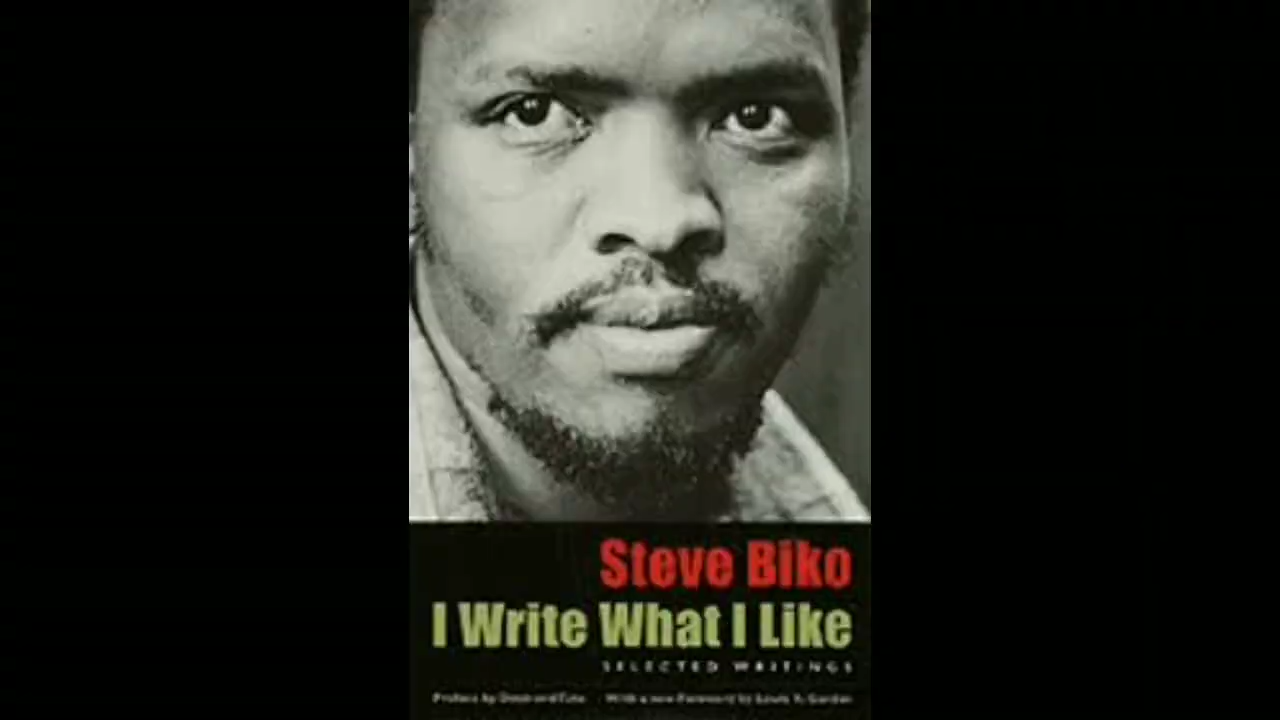 Steve Biko
I Write What I Like
SELECTED WRITINGS
Preface by Desmond Tutu With a new Foreword by Lewis R. Gordon